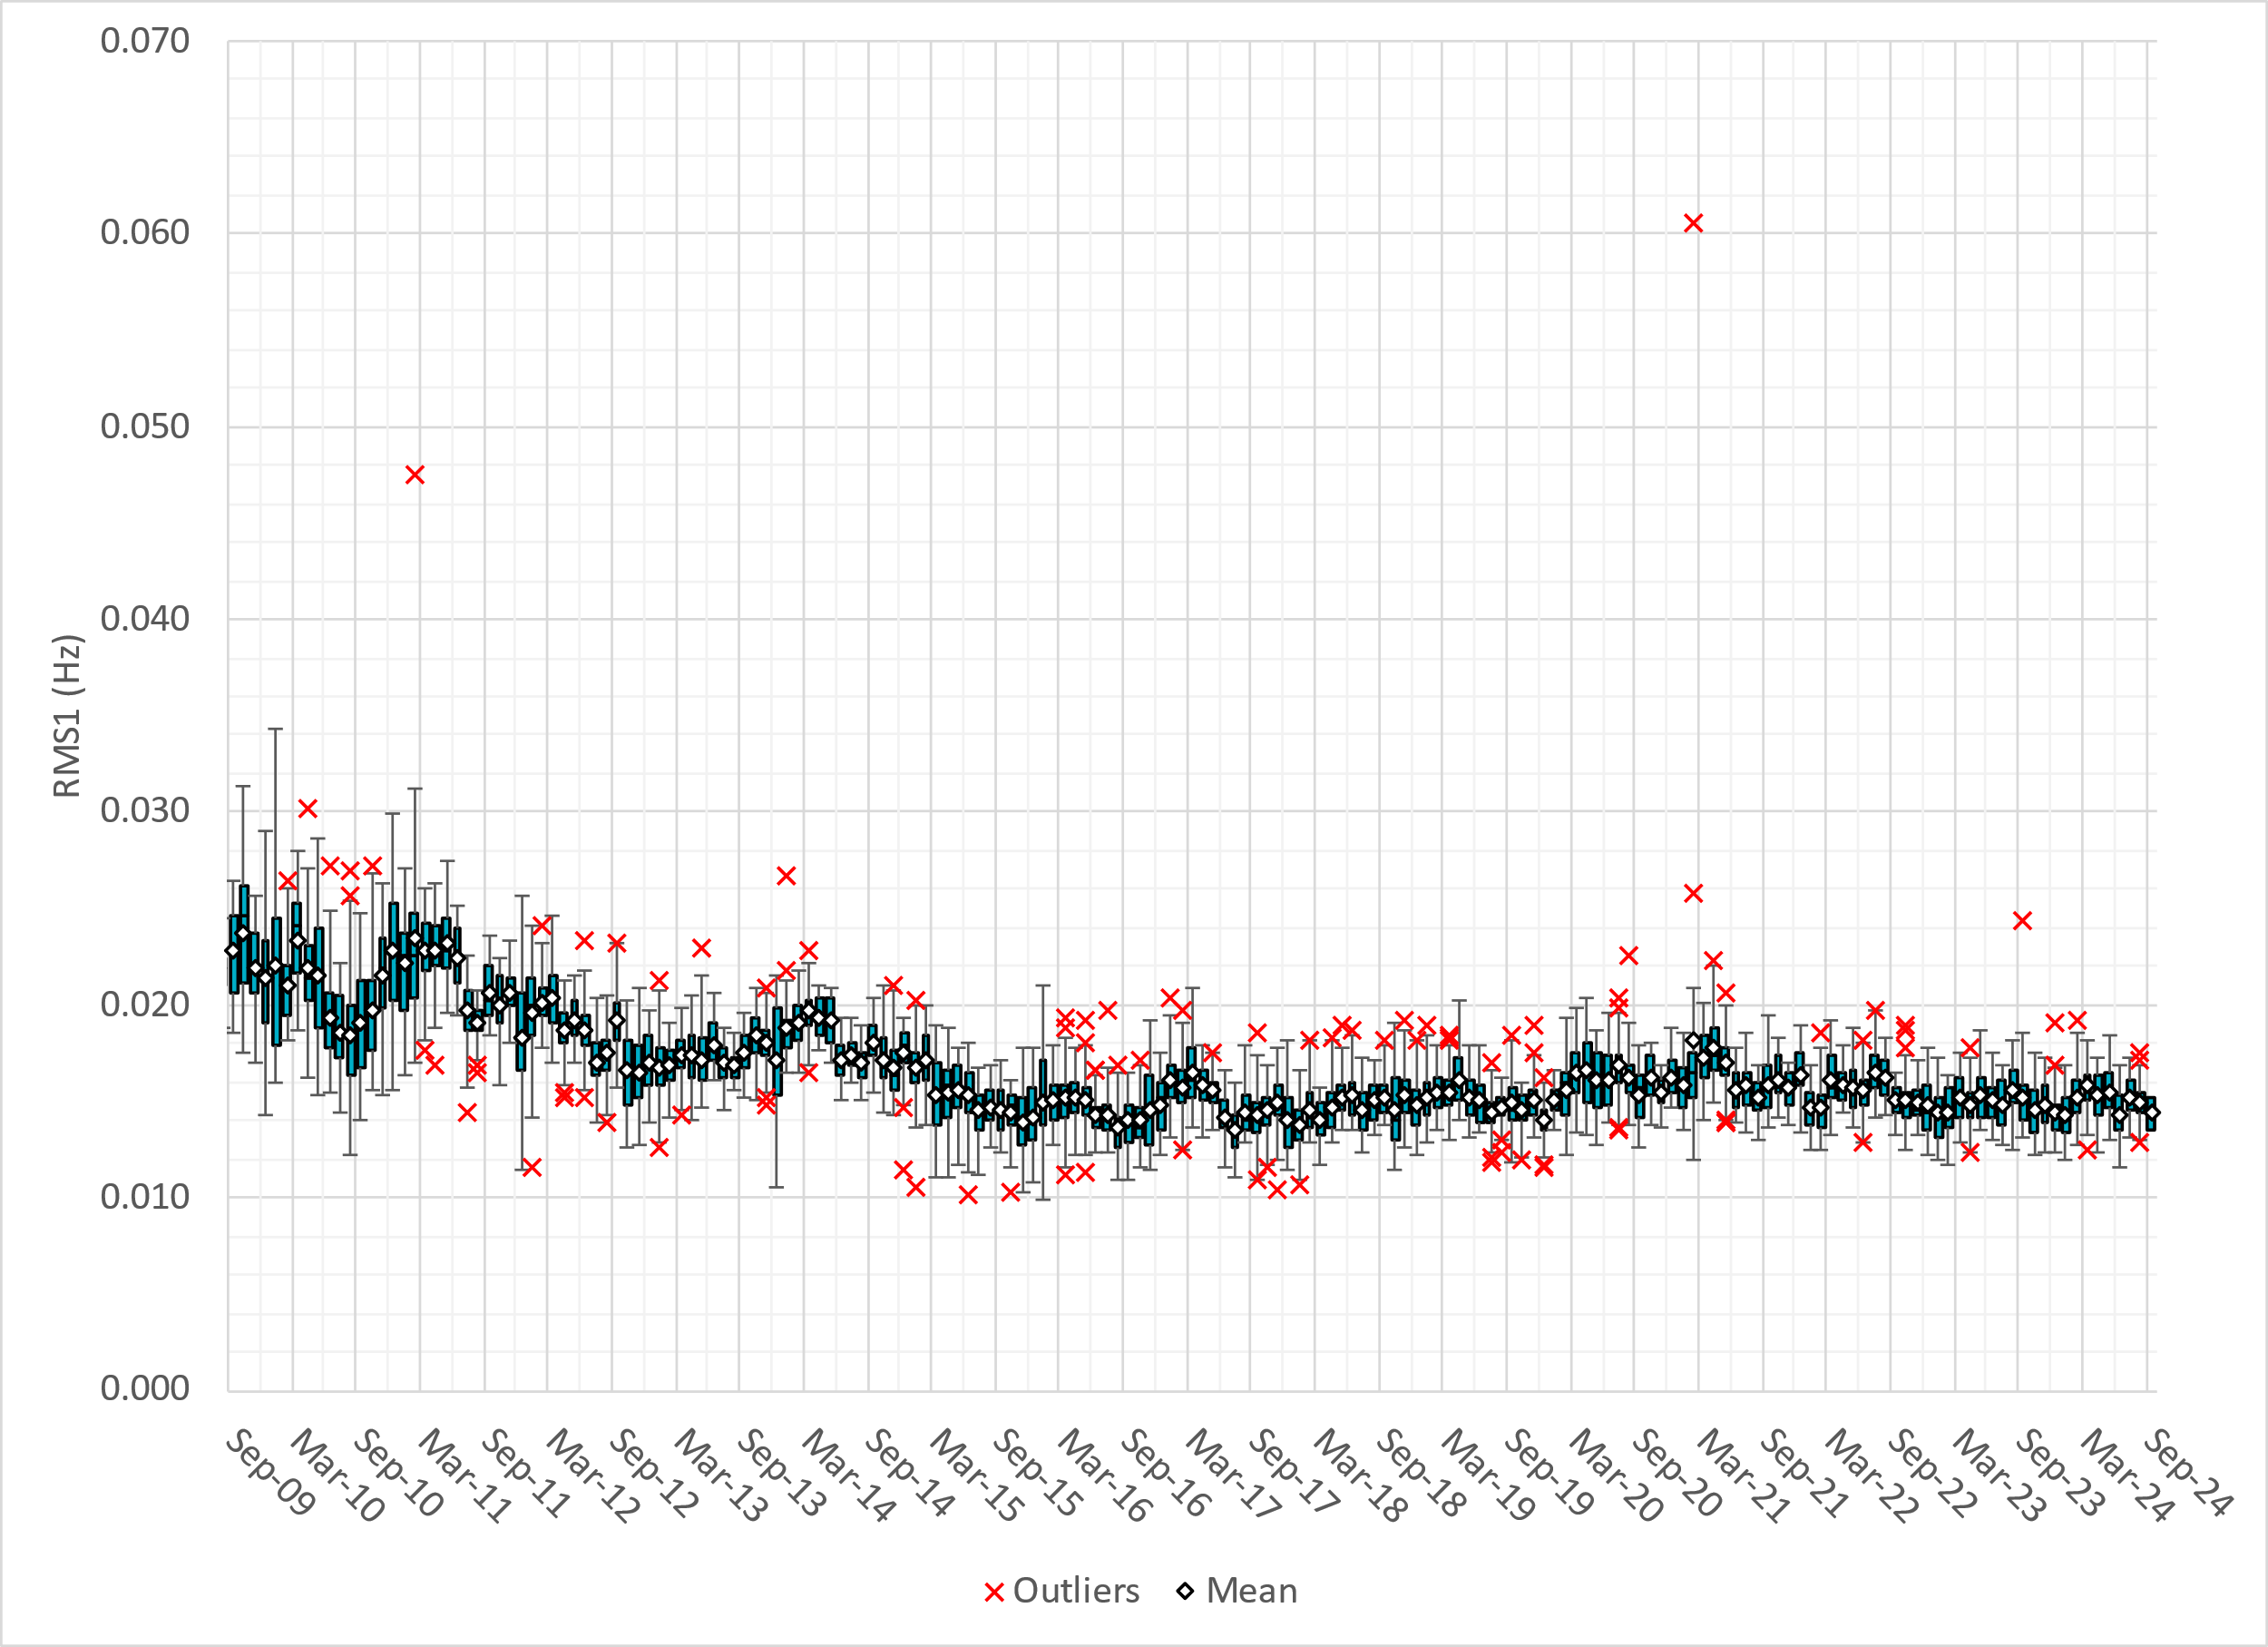 0.070
0.060
0.050
0.040
0.030
0.020
0.010
0.000
RMS1 (Hz)
Sep-09
Mar-10
Sep-10
Mar-11
Sep-11
Mar-12
Sep-12
Mar-13
Sep-13
Mar-14
Sep-14
Mar-15
Sep-15
Mar-16
Sep-16
Mar-17
Sep-17
Mar-18
Sep-18
Mar-19
Sep-19
Mar-20
Sep-20
Mar-21
Sep-21
Mar-22
Sep-22
Mar-23
Sep-23
Mar-24
Sep-24
Outliers Mean